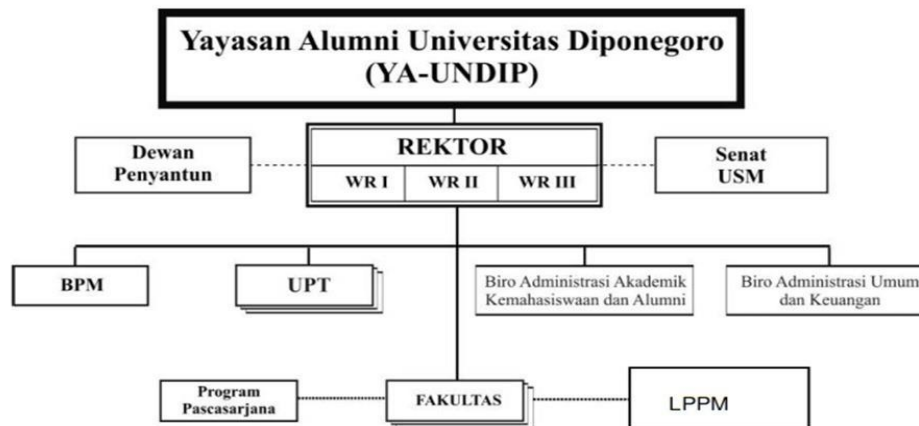 Yayasan Alumni Universitas Diponegoro
(YA-UNDIP)
Dewan
Penyantun
REKTOR
WR I
WR II
WR III
Senat
USM
BPM
UPT
Biro Administrasi Akademik
Kemahasiswaan dan Alumni
Biro Administrasi Umum
dan Keuangan
Program
Pascasarjana
FAKULTAS
LPPM